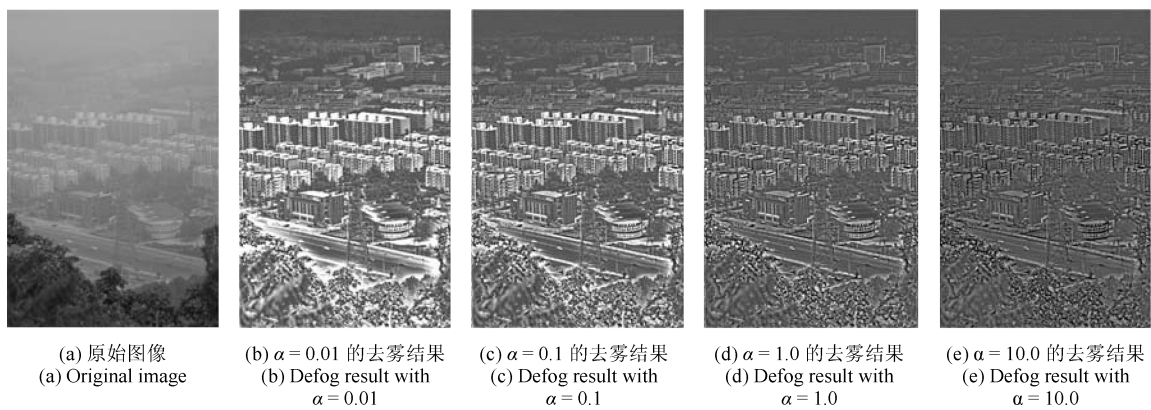 (a) 原始图像
(a) Original image
(b) α = 0.01 的去雾结果
(b) Defog result with
α = 0.01
(c) α = 0.1 的去雾结果
(c) Defog result with
α = 0.1
(d) α = 1.0 的去雾结果
(d) Defog result with
α = 1.0
(e) α = 10.0 的去雾结果
(e) Defog result with
α = 10.0